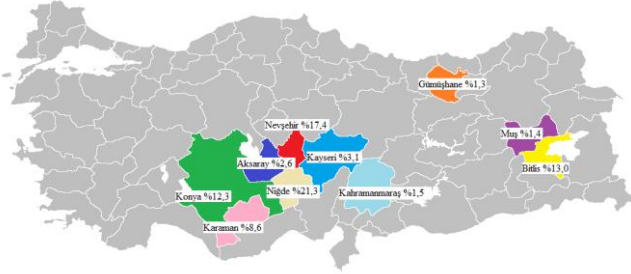 Gümüşhane %1,3
Nevşehir %17,4
Muş %1,4
Aksaray %2,6
Kayseri %3,1
Bitlis %13,0
Konya %12,3
Niğde %21,3
Kahramanmaraş %1,5
Karaman %8,6